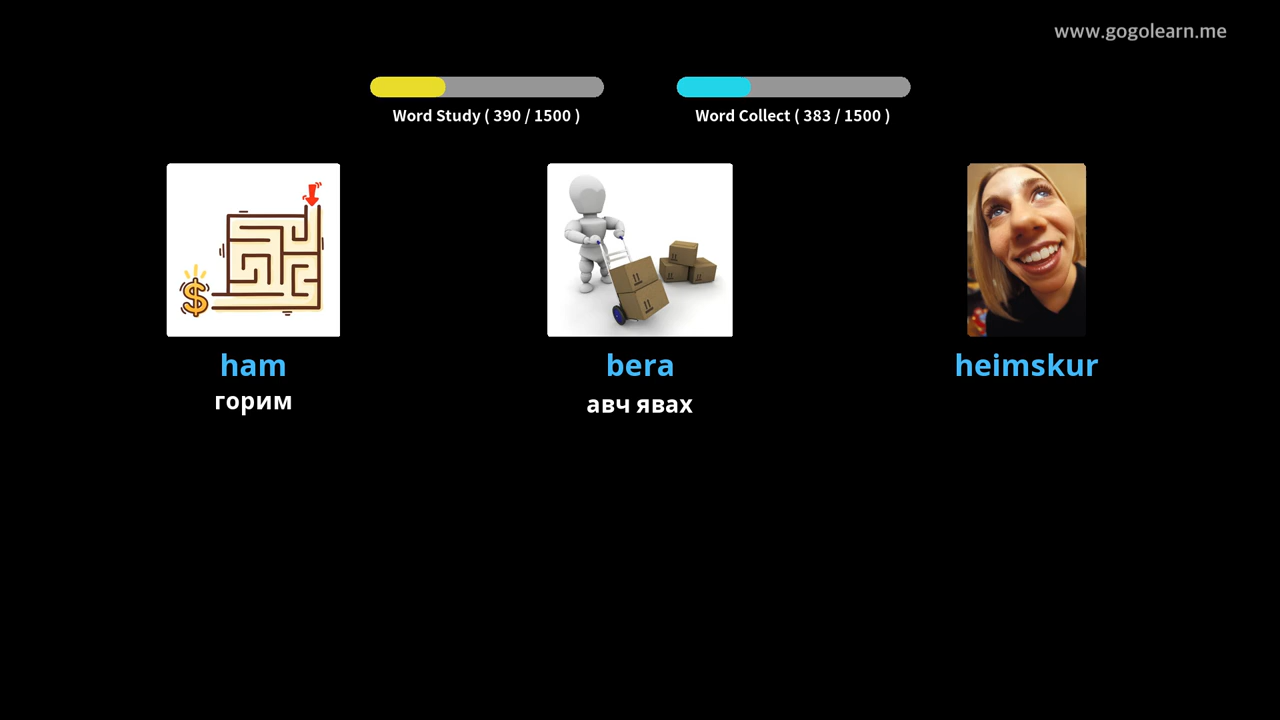 www.gogolearn.me
Word Study ( 390 / 1500 )
Word Collect ( 383 / 1500 )
$
ham
bera
heimskur
горим
авч явах